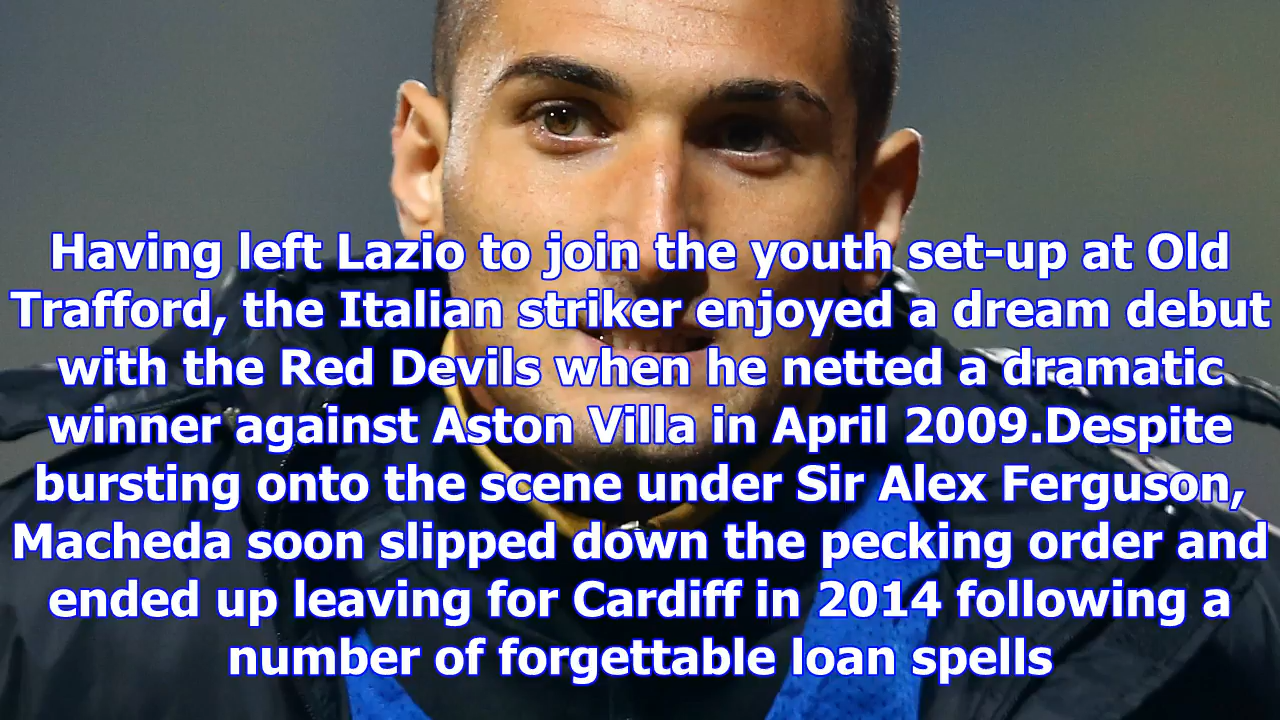 Having left Lazio to join the youth set-up at Old
Trafford, the Italian striker enjoyed a dream debut
with the Red Devils when he netted a dramatic
winner against Aston Villa in April 2009.Despite
bursting onto the scene under Sir Alex Ferguson,
Macheda soon slipped down the pecking order and
ended up leaving for Cardiff in 2014 following a
number of forgettable loan spells